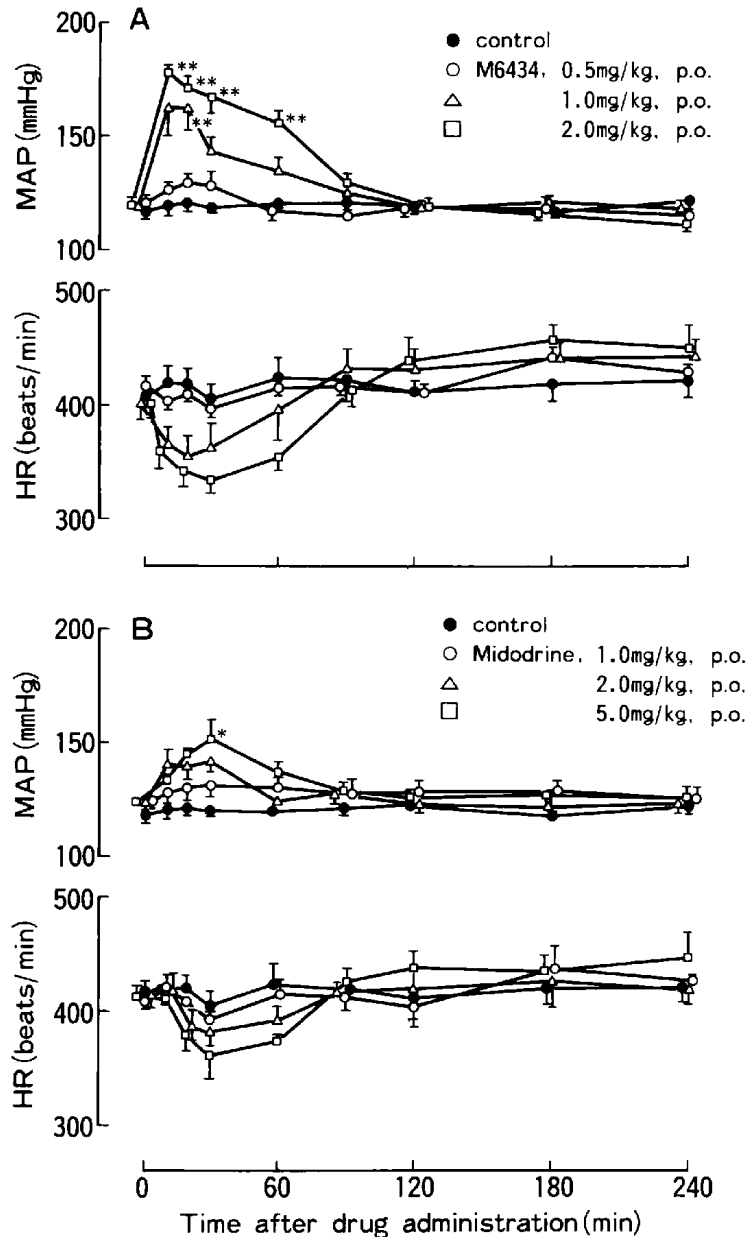 A
200
150
100
MAP (mmHg)
● control
○ M6434, 0.5mg/kg, p.o.
△ 1.0mg/kg, p.o.
□ 2.0mg/kg, p.o.
**
**
**
**
**
500
400
300
HR (beats/min)
B
200
150
100
MAP (mmHg)
● control
○ Midodrine, 1.0mg/kg, p.o.
△ 2.0mg/kg, p.o.
□ 5.0mg/kg, p.o.
*
500
400
300
HR (beats/min)
0 60 120 180 240
Time after drug administration (min)